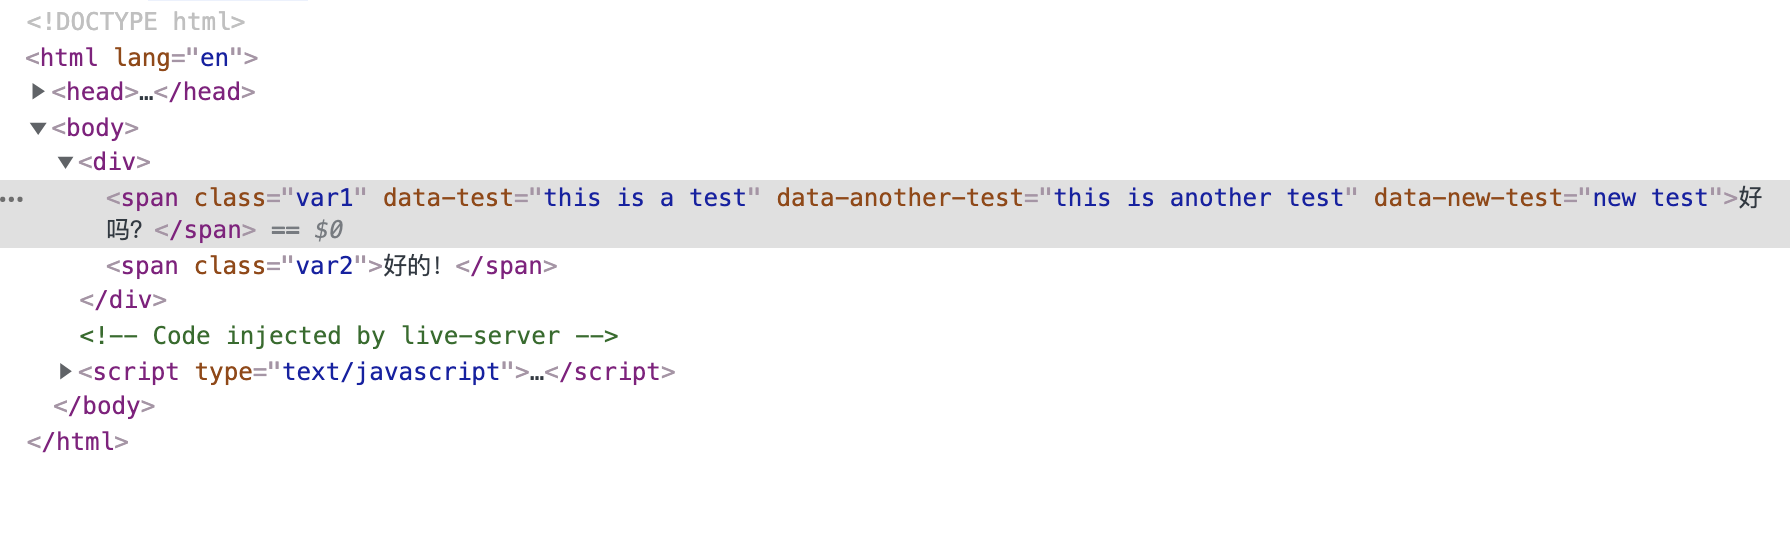 <!DOCTYPE html>
<html lang="en">
▶<head>…</head>
▼<body>
▼<div>
<span class="var1" data-test="this is a test" data-another-test="this is another test" data-new-test="new test">好
吗？</span> == $0
<span class="var2">好的！</span>
</div>
<!-- Code injected by live-server -->
▶<script type="text/javascript">…</script>
</body>
</html>